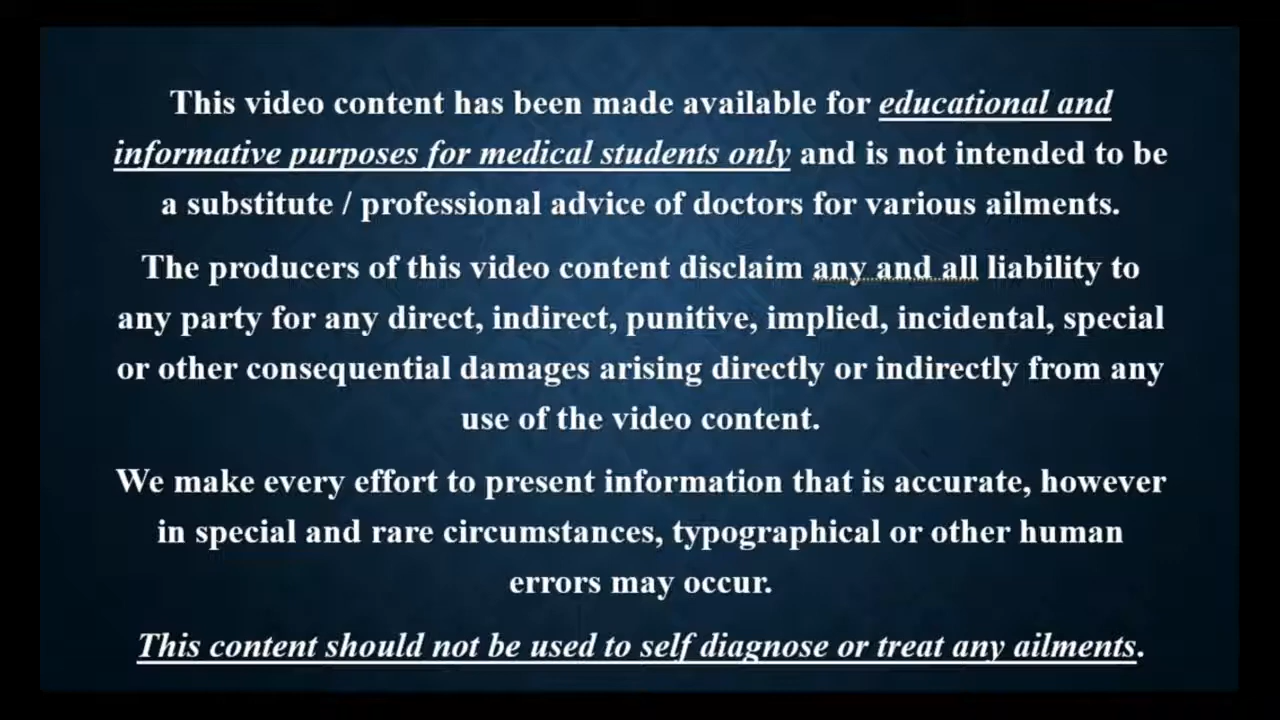 This video content has been made available for educational and
informative purposes for medical students only and is not intended to be
a substitute / professional advice of doctors for various ailments.
The producers of this video content disclaim any and all liability to
any party for any direct, indirect, punitive, implied, incidental, special
or other consequential damages arising directly or indirectly from any
use of the video content.
We make every effort to present information that is accurate, however
in special and rare circumstances, typographical or other human
errors may occur.
This content should not be used to self diagnose or treat any ailments.